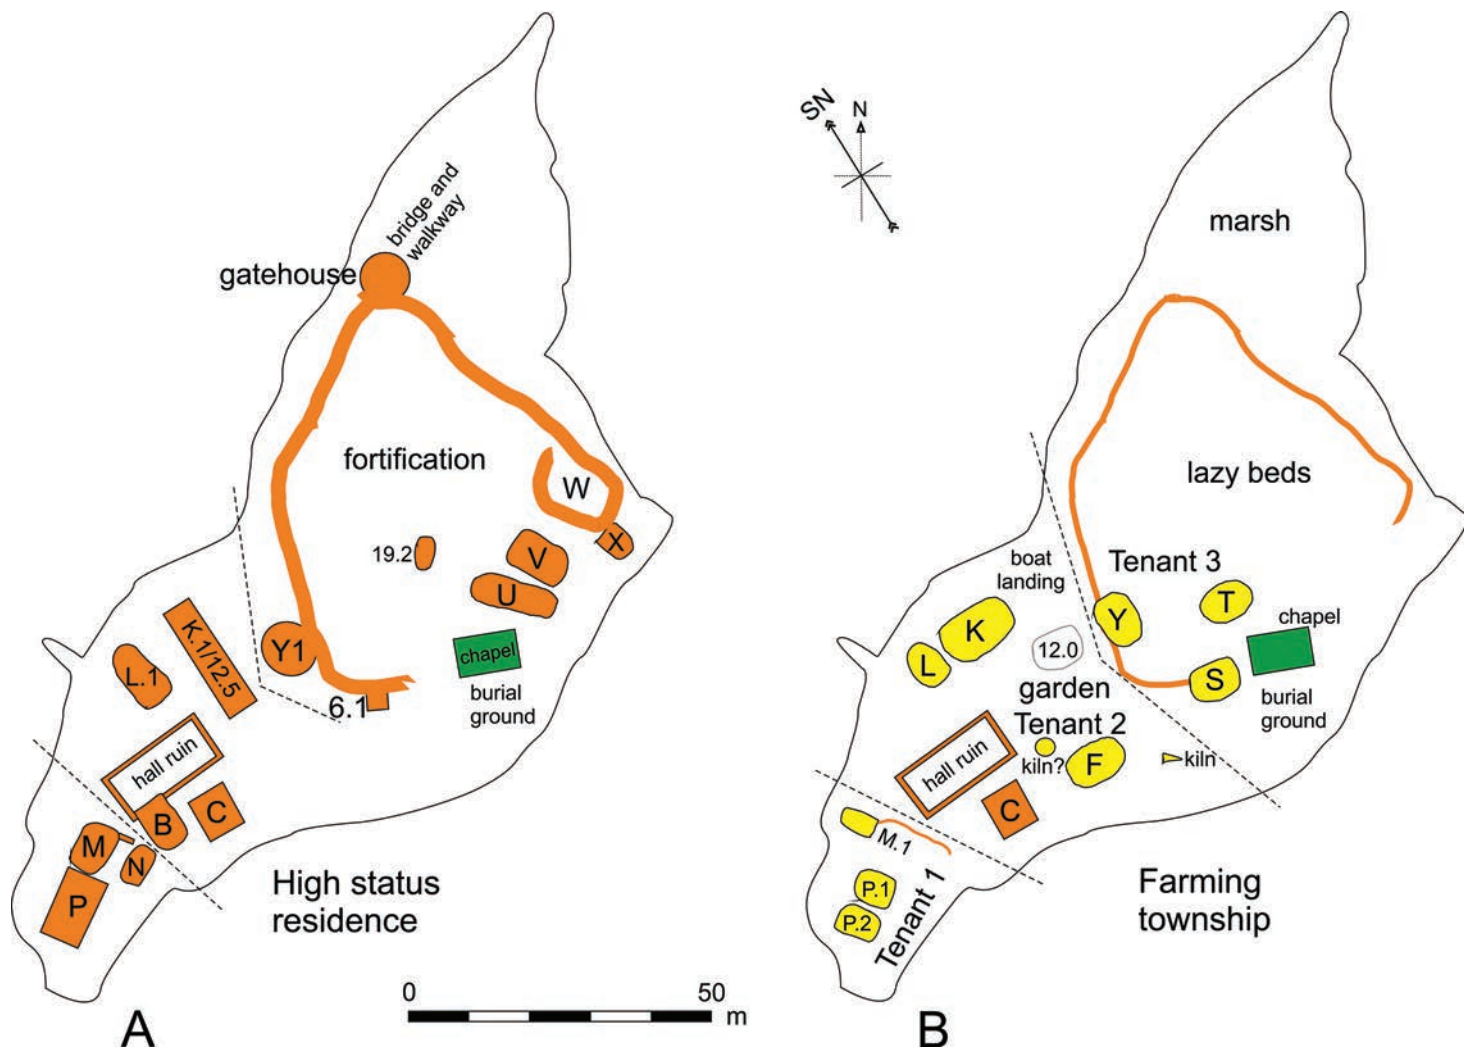 bridge and
walkway
gatehouse
fortification
W
X
19.2
V
U
Y1
K.1/12.5
L.1
chapel
burial
ground
6.1
hall ruin
B
C
M
N
P
High status
residence
A
0
50
m
SN
N
marsh
lazy beds
boat
landing
Tenant 3
Y
T
K
L
12.0
chapel
S
burial
ground
garden
Tenant 2
kiln?
F
kiln
hall ruin
C
M.1
P.1
P.2
Tenant 1
Farming
township
B